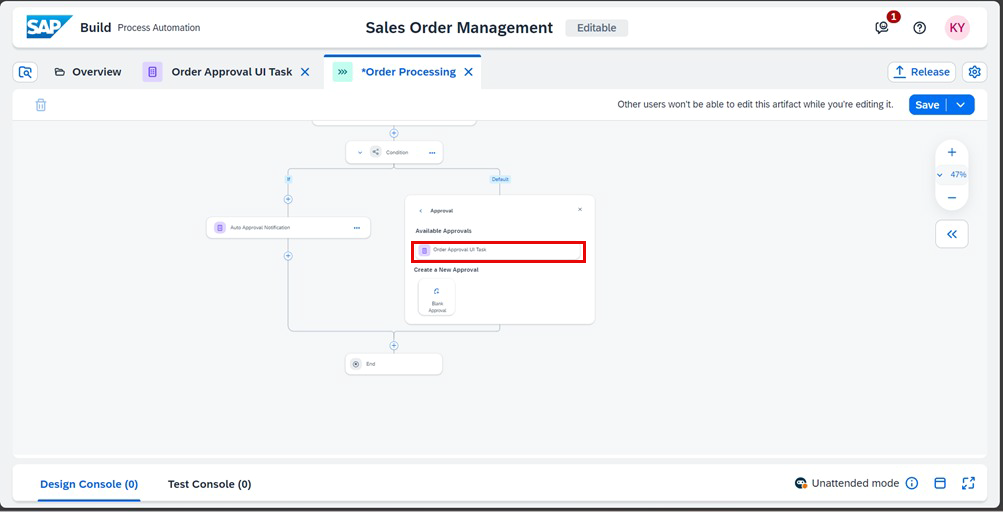 SAP Build Process Automation
Sales Order Management Editable
1
KY
Overview Order Approval UI Task *Order Processing Release
Other users won't be able to edit this artifact while you're editing it. Save
Condition
If Default
47%
Auto Approval Notification
Approval
Available Approvals
Order Approval UI Task
Create a New Approval
Blank
Approval
End
Design Console (0) Test Console (0) Unattended mode